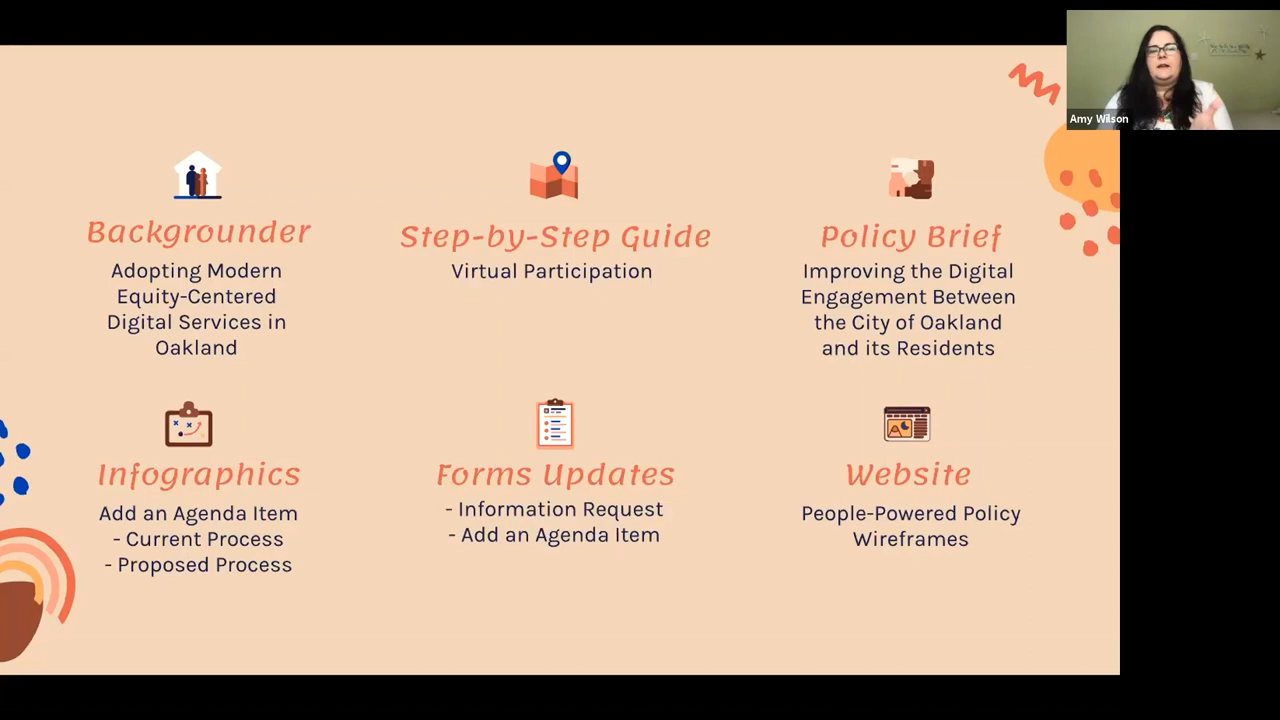 Amy Wilson
Backgrounder
Adopting Modern
Equity-Centered
Digital Services in
Oakland
Step-by-Step Guide
Virtual Participation
Policy Brief
Improving the Digital
Engagement Between
the City of Oakland
and its Residents
Infographics
Add an Agenda Item
- Current Process
- Proposed Process
Forms Updates
- Information Request
- Add an Agenda Item
Website
People-Powered Policy
Wireframes